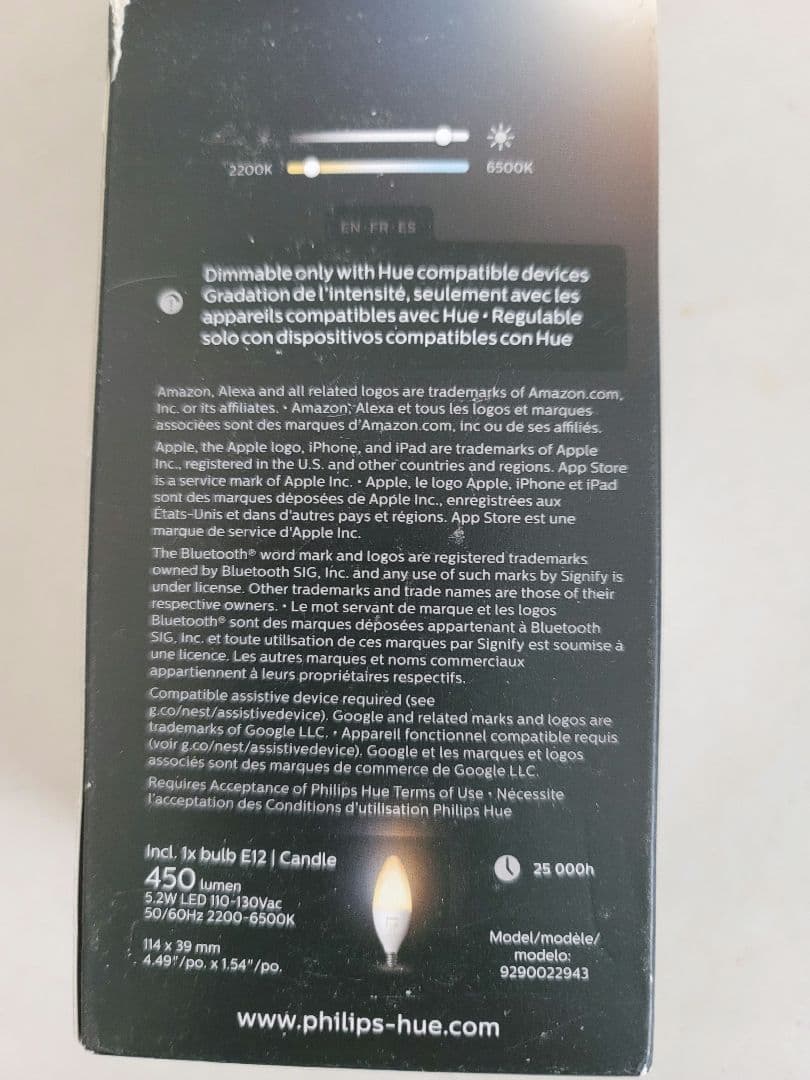 2200K 6500K
EN · FR · ES
Dimmable only with Hue compatible devices
Gradation de l'intensité, seulement avec les
appareils compatibles avec Hue • Regulable
solo con dispositivos compatibles con Hue
Amazon, Alexa and all related logos are trademarks of Amazon.com,
Inc. or its affiliates. • Amazon, Alexa et tous les logos et marques
associées sont des marques d'Amazon.com, inc ou de ses affiliés.
Apple, the Apple logo, iPhone, and iPad are trademarks of Apple
Inc., registered in the U.S. and other countries and regions. App Store
is a service mark of Apple Inc. • Apple, le logo Apple, iPhone et iPad
sont des marques déposées de Apple Inc., enregistrées aux
États-Unis et dans d'autres pays et régions. App Store est une
marque de service d'Apple Inc.
The Bluetooth® word mark and logos are registered trademarks
owned by Bluetooth SIG, Inc. and any use of such marks by Signify is
under license. Other trademarks and trade names are those of their
respective owners. • Le mot servant de marque et les logos
Bluetooth® sont des marques déposées appartenant à Bluetooth
SIG, Inc. et toute utilisation de ces marques par Signify est soumise à
une licence. Les autres marques et noms commerciaux
appartiennent à leurs propriétaires respectifs.
Compatible assistive device required (see
g.co/nest/assistivedevice). Google and related marks and logos are
trademarks of Google LLC. • Appareil fonctionnel compatible requis
(voir g.co/nest/assistivedevice). Google et les marques et logos
associés sont des marques de commerce de Google LLC.
Requires Acceptance of Philips Hue Terms of Use • Nécessite
l'acceptation des Conditions d'utilisation Philips Hue
Incl. 1x bulb E12 | Candle
450 lumen
5.2W LED 110-130Vac
50/60Hz 2200-6500K
114 x 39 mm
4.49"/po. x 1.54"/po.
25 000h
Model/modèle/
modelo:
9290022943
www.philips-hue.com